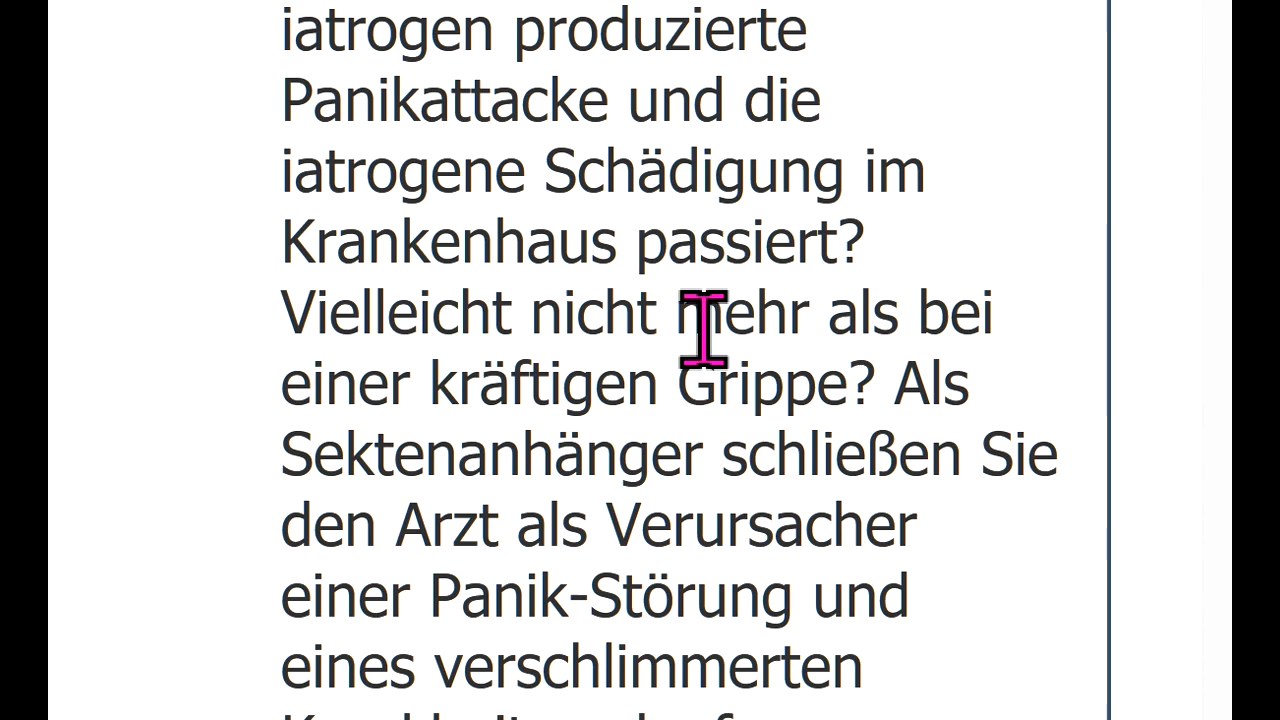 iatrogen produzierte
Panikattacke und die
iatrogene Schädigung im
Krankenhaus passiert?
Vielleicht nicht mehr als bei
einer kräftigen Grippe? Als
Sektenanhänger schließen Sie
den Arzt als Verursacher
einer Panik-Störung und
eines verschlimmerten